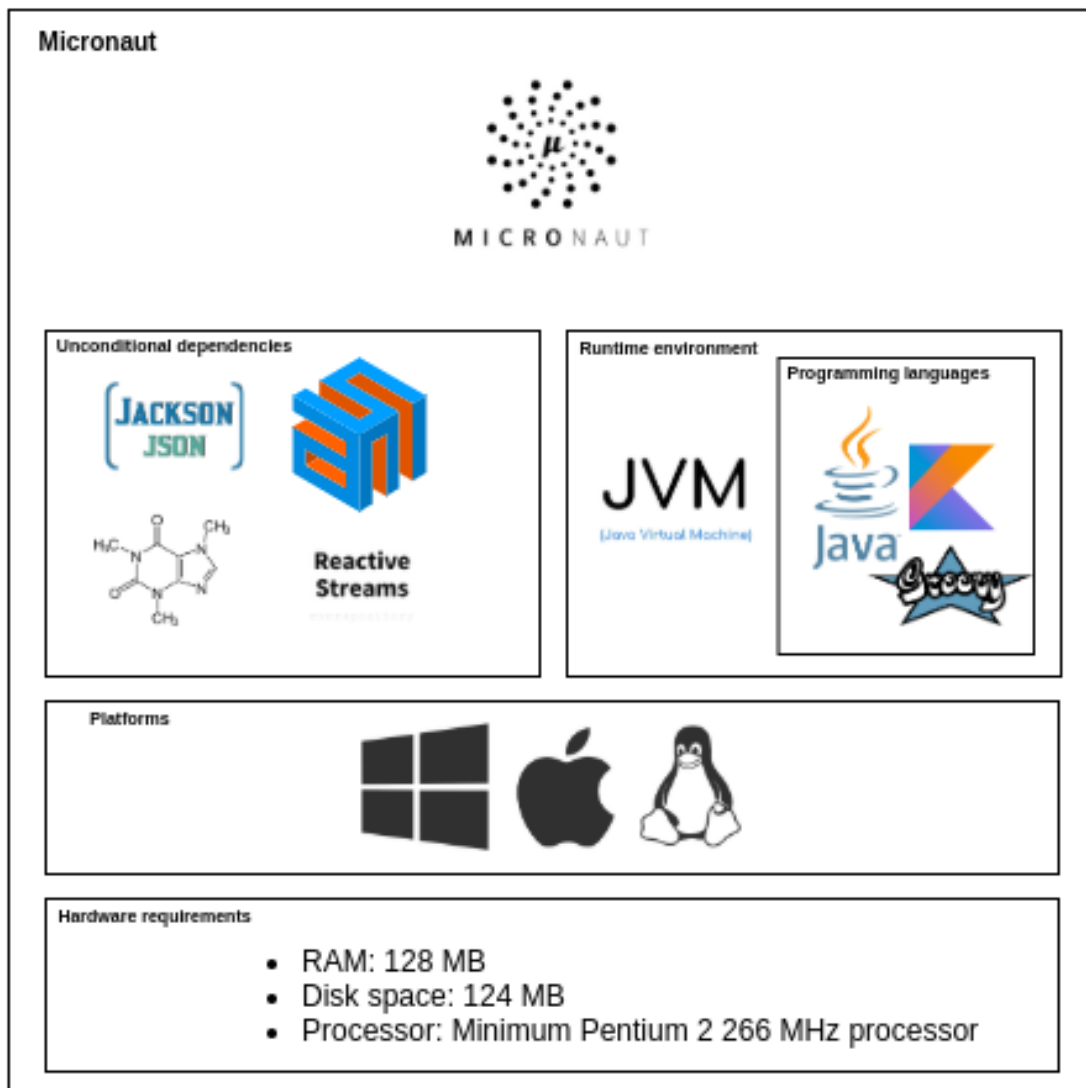 Micronaut
μ
MICRONAUT
Unconditional dependencies
JACKSON
JSON
O
CH₃
H₃C
N
N
O
N
N
CH₃
ASM
Reactive
Streams
Runtime environment
JVM
(Java Virtual Machine)
Programming languages
Java
Groovy
Platforms
Hardware requirements
• RAM: 128 MB
• Disk space: 124 MB
• Processor: Minimum Pentium 2 266 MHz processor